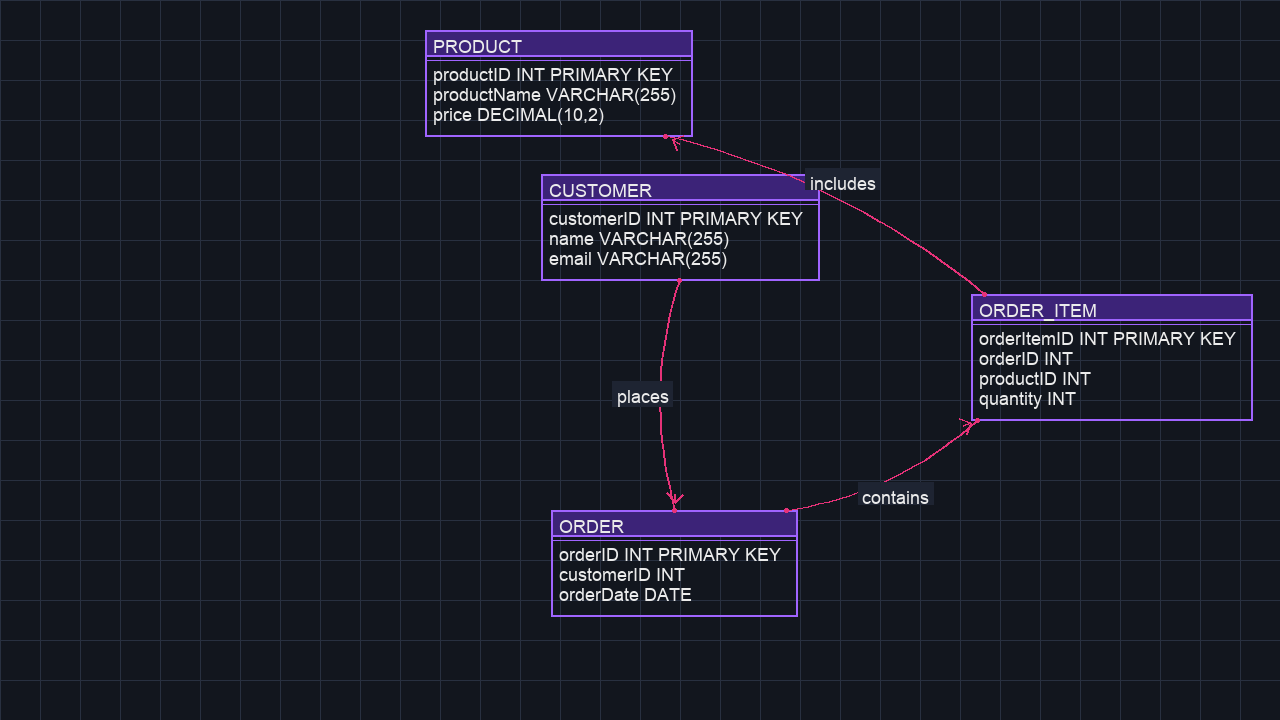 PRODUCT
productID INT PRIMARY KEY
productName VARCHAR(255)
price DECIMAL(10,2)
includes
CUSTOMER
customerID INT PRIMARY KEY
name VARCHAR(255)
email VARCHAR(255)
ORDER_ITEM
orderItemID INT PRIMARY KEY
orderID INT
productID INT
quantity INT
places
contains
ORDER
orderID INT PRIMARY KEY
customerID INT
orderDate DATE